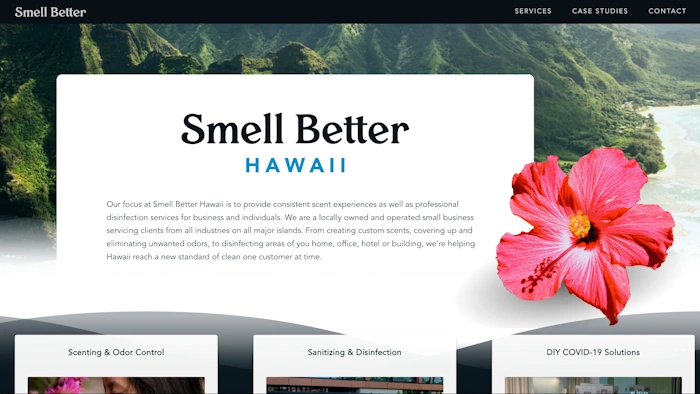 Smell Better
SERVICES CASE STUDIES CONTACT
Smell Better
HAWAII
Our focus at Smell Better Hawaii is to provide consistent scent experiences as well as professional
disinfection services for business and individuals. We are a locally owned and operated small business
servicing clients from all industries on all major islands. From creating custom scents, covering up and
eliminating unwanted odors, to disinfecting areas of you home, office, hotel or building, we're helping
Hawaii reach a new standard of clean one customer at time.
Scenting & Odor Control
Sanitizing & Disinfection
DIY COVID-19 Solutions